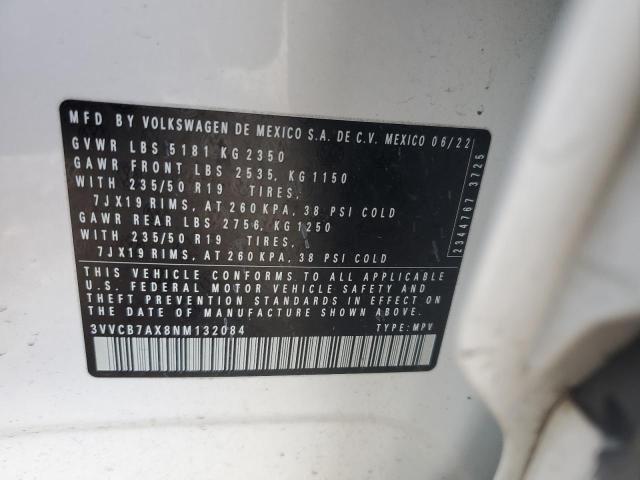 MFD BY VOLKSWAGEN DE MEXICO S.A. DE C.V. MEXICO 06/22
GVWR LBS 5181 KG 2350
GAWR FRONT LBS 2535, KG 1150
WITH 235/50 R19 TIRES,
7JX19 RIMS, AT 260 KPA, 38 PSI COLD
GAWR REAR LBS 2756, KG 1250
WITH 235/50 R19 TIRES,
7JX19 RIMS, AT 260 KPA, 38 PSI COLD
THIS VEHICLE CONFORMS TO ALL APPLICABLE
U.S. FEDERAL MOTOR VEHICLE SAFETY AND
THEFT PREVENTION STANDARDS IN EFFECT ON
THE DATE OF MANUFACTURE SHOWN ABOVE.
3VVCB7AX8NM132084 TYPE: MPV
2344767 3725